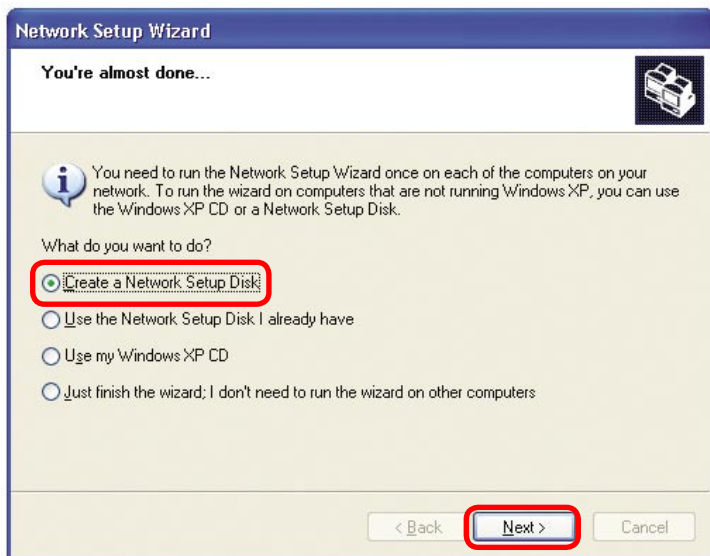 Network Setup Wizard
You're almost done...
You need to run the Network Setup Wizard once on each of the computers on your
network. To run the wizard on computers that are not running Windows XP, you can use
the Windows XP CD or a Network Setup Disk.
What do you want to do?
Create a Network Setup Disk
Use the Network Setup Disk I already have
Use my Windows XP CD
Just finish the wizard; I don't need to run the wizard on other computers
< Back Next > Cancel